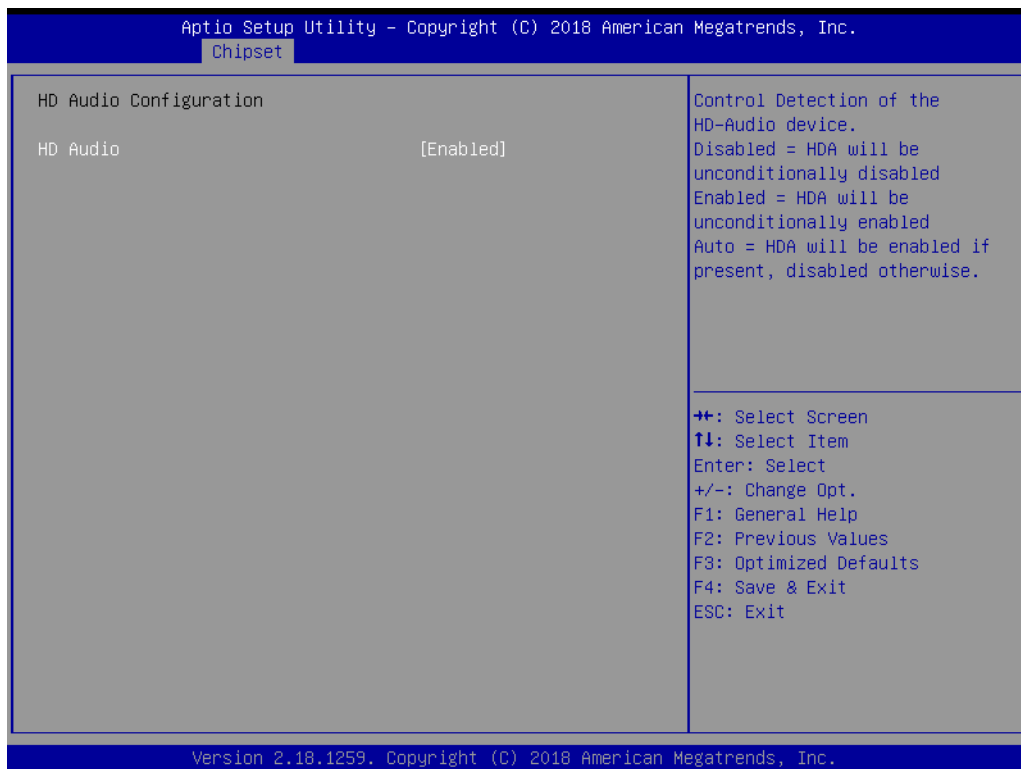 Aptio Setup Utility – Copyright (C) 2018 American Megatrends, Inc.
Chipset
HD Audio Configuration
HD Audio [Enabled]
Control Detection of the
HD-Audio device.
Disabled = HDA will be
unconditionally disabled
Enabled = HDA will be
unconditionally enabled
Auto = HDA will be enabled if
present, disabled otherwise.
→←: Select Screen
↑↓: Select Item
Enter: Select
+/-: Change Opt.
F1: General Help
F2: Previous Values
F3: Optimized Defaults
F4: Save & Exit
ESC: Exit
Version 2.18.1259. Copyright (C) 2018 American Megatrends, Inc.